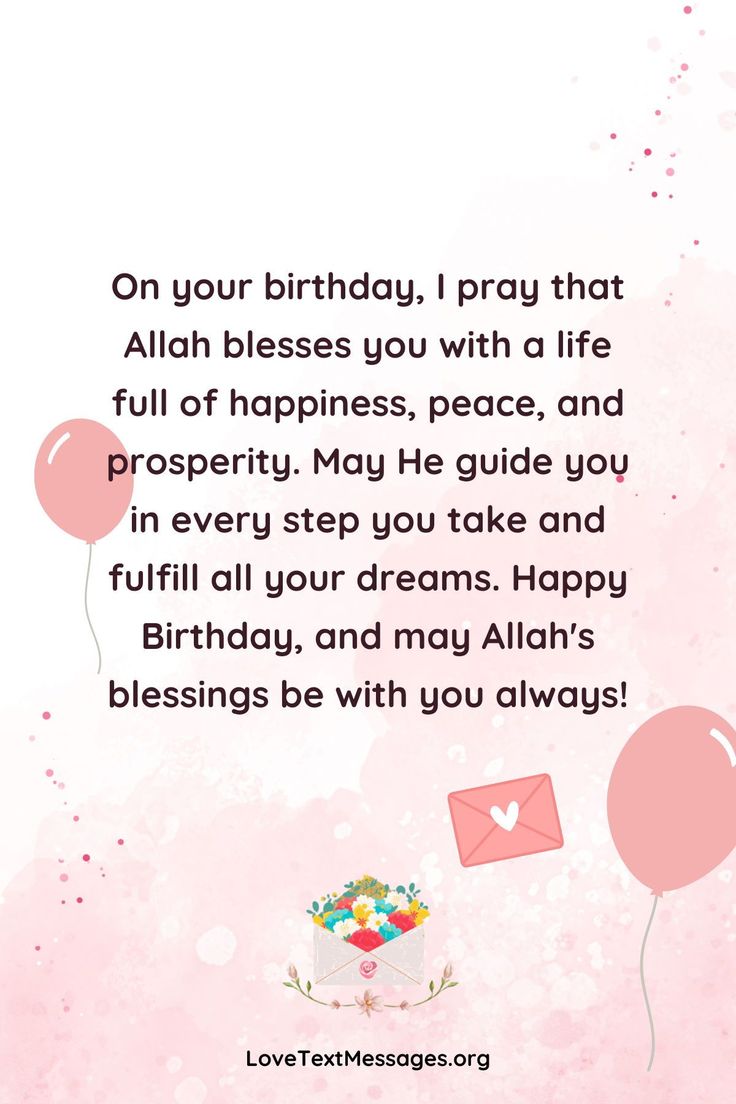 On your birthday, I pray that
Allah blesses you with a life
full of happiness, peace, and
prosperity. May He guide you
in every step you take and
fulfill all your dreams. Happy
Birthday, and may Allah's
blessings be with you always!
LoveTextMessages.org